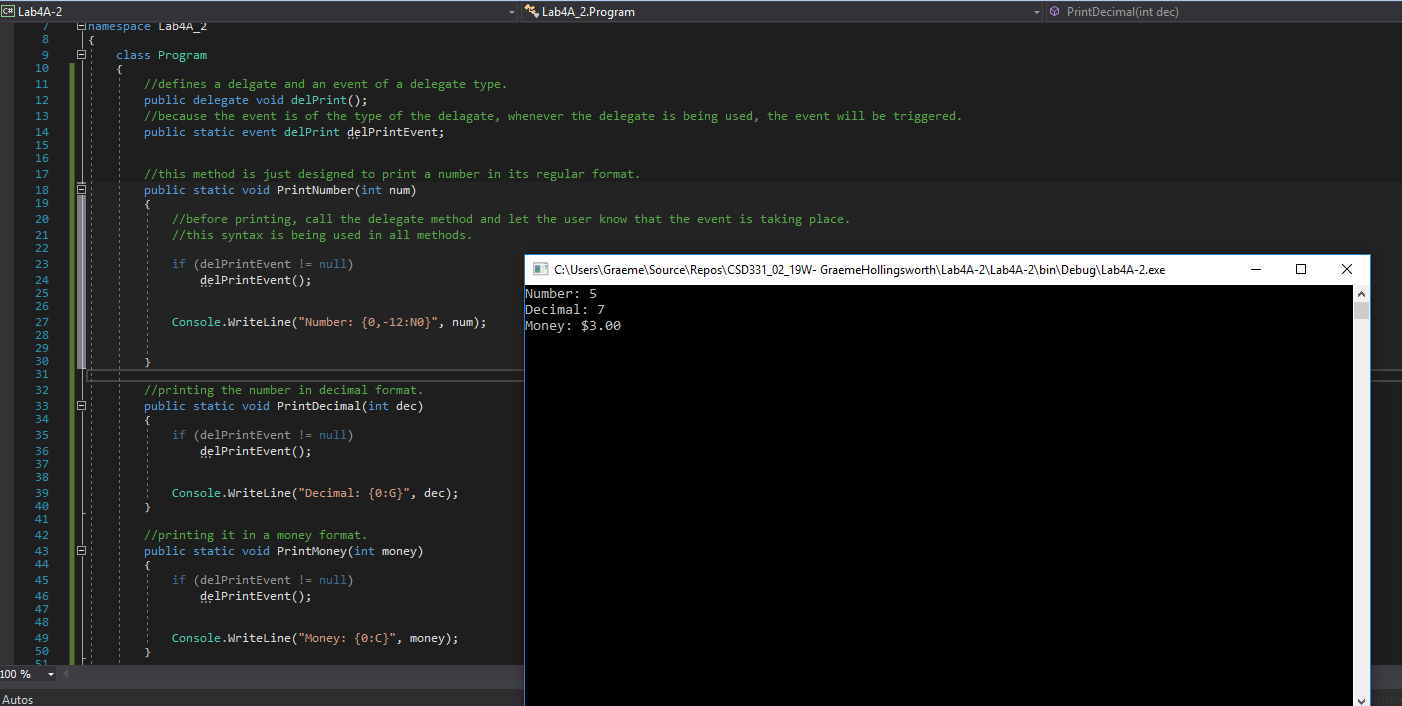 C# Lab4A-2
Lab4A_2.Program
PrintDecimal(int dec)
7 namespace Lab4A_2
8 {
9 class Program
10 {
11 //defines a delgate and an event of a delegate type.
12 public delegate void delPrint();
13 //because the event is of the type of the delagate, whenever the delegate is being used, the event will be triggered.
14 public static event delPrint delPrintEvent;
15
16
17 //this method is just designed to print a number in its regular format.
18 public static void PrintNumber(int num)
19 {
20 //before printing, call the delegate method and let the user know that the event is taking place.
21 //this syntax is being used in all methods.
22
23 if (delPrintEvent != null)
24 delPrintEvent();
25
26
27 Console.WriteLine("Number: {0,-12:N0}", num);
28
29
30 }
31
32 //printing the number in decimal format.
33 public static void PrintDecimal(int dec)
34 {
35 if (delPrintEvent != null)
36 delPrintEvent();
37
38
39 Console.WriteLine("Decimal: {0:G}", dec);
40 }
41
42 //printing it in a money format.
43 public static void PrintMoney(int money)
44 {
45 if (delPrintEvent != null)
46 delPrintEvent();
47
48
49 Console.WriteLine("Money: {0:C}", money);
50 }
51
C:\Users\Graeme\Source\Repos\CSD331_02_19W- GraemeHollingsworth\Lab4A-2\Lab4A-2\bin\Debug\Lab4A-2.exe
Number: 5
Decimal: 7
Money: $3.00
100 %
Autos